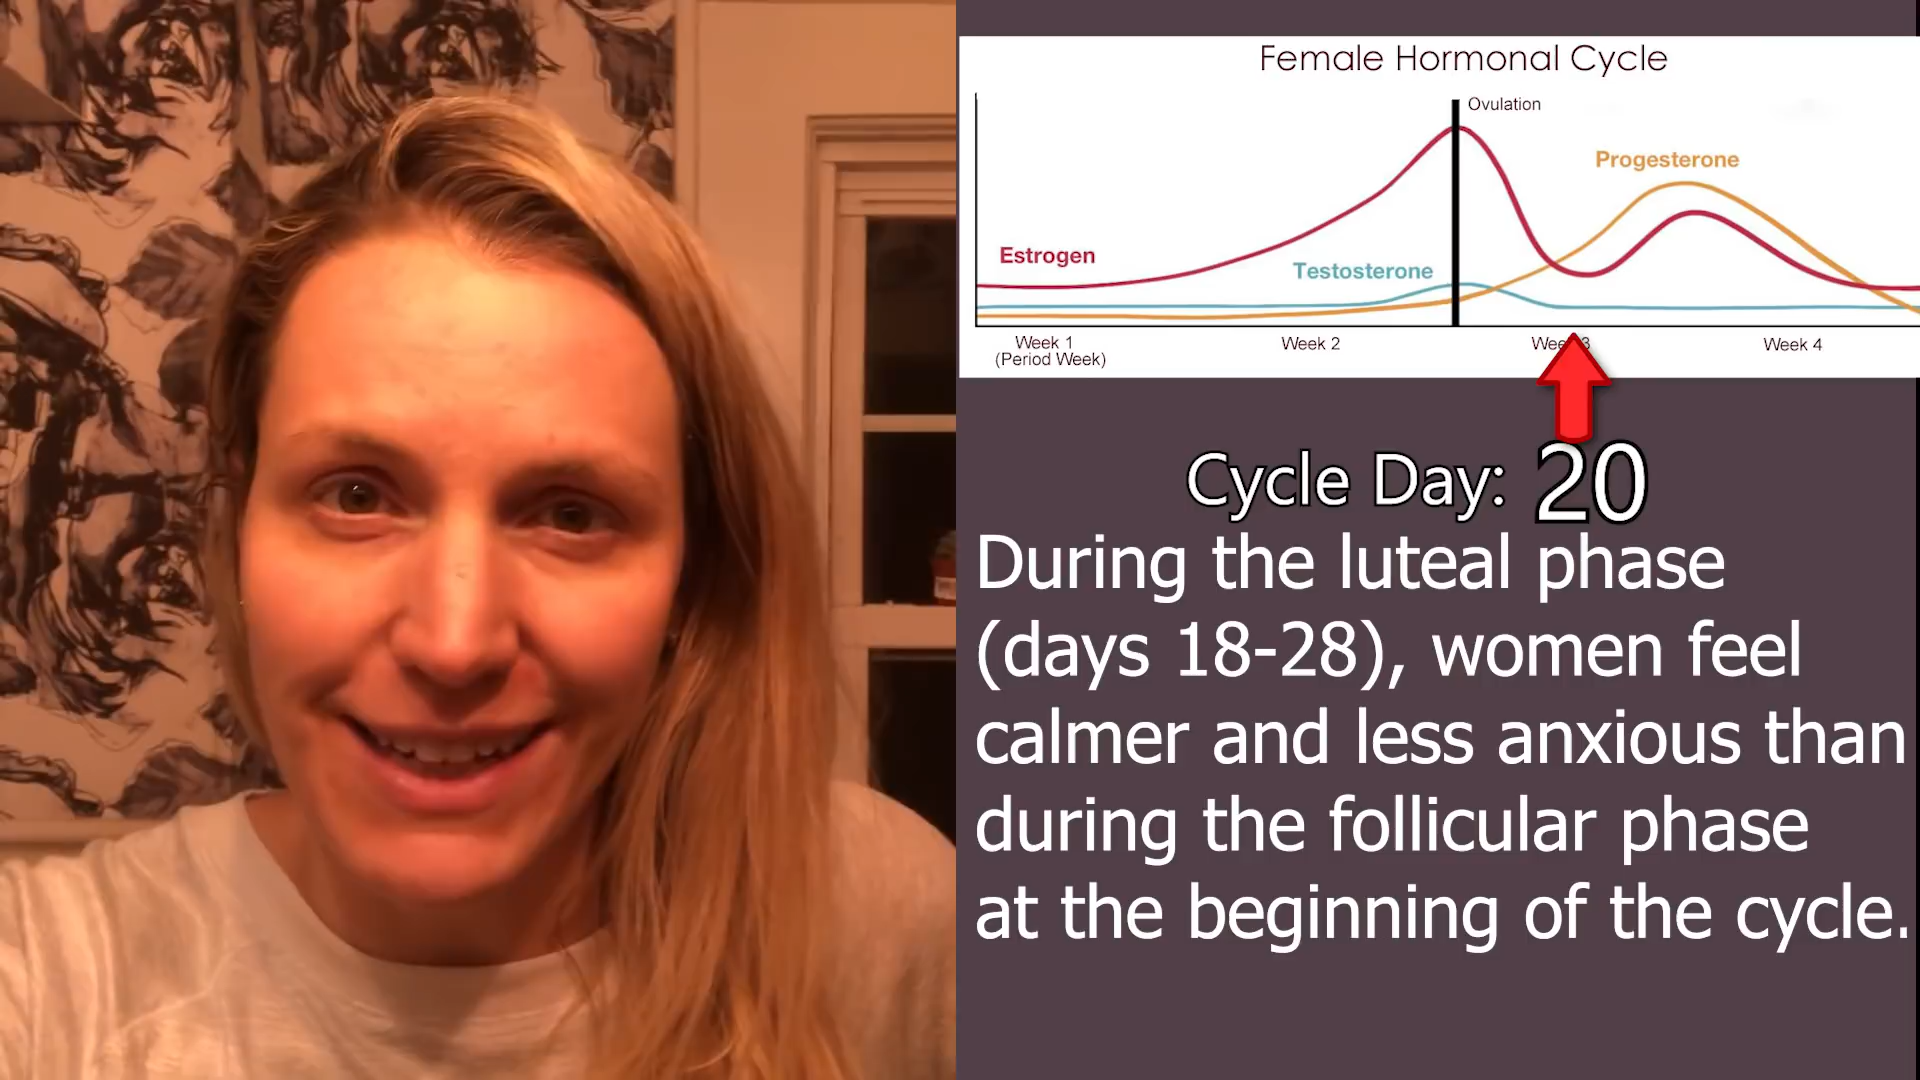 Female Hormonal Cycle
Ovulation
Progesterone
Estrogen
Testosterone
Week 1
(Period Week)
Week 2
Week 3
Week 4
Cycle Day: 20
During the luteal phase
(days 18-28), women feel
calmer and less anxious than
during the follicular phase
at the beginning of the cycle.